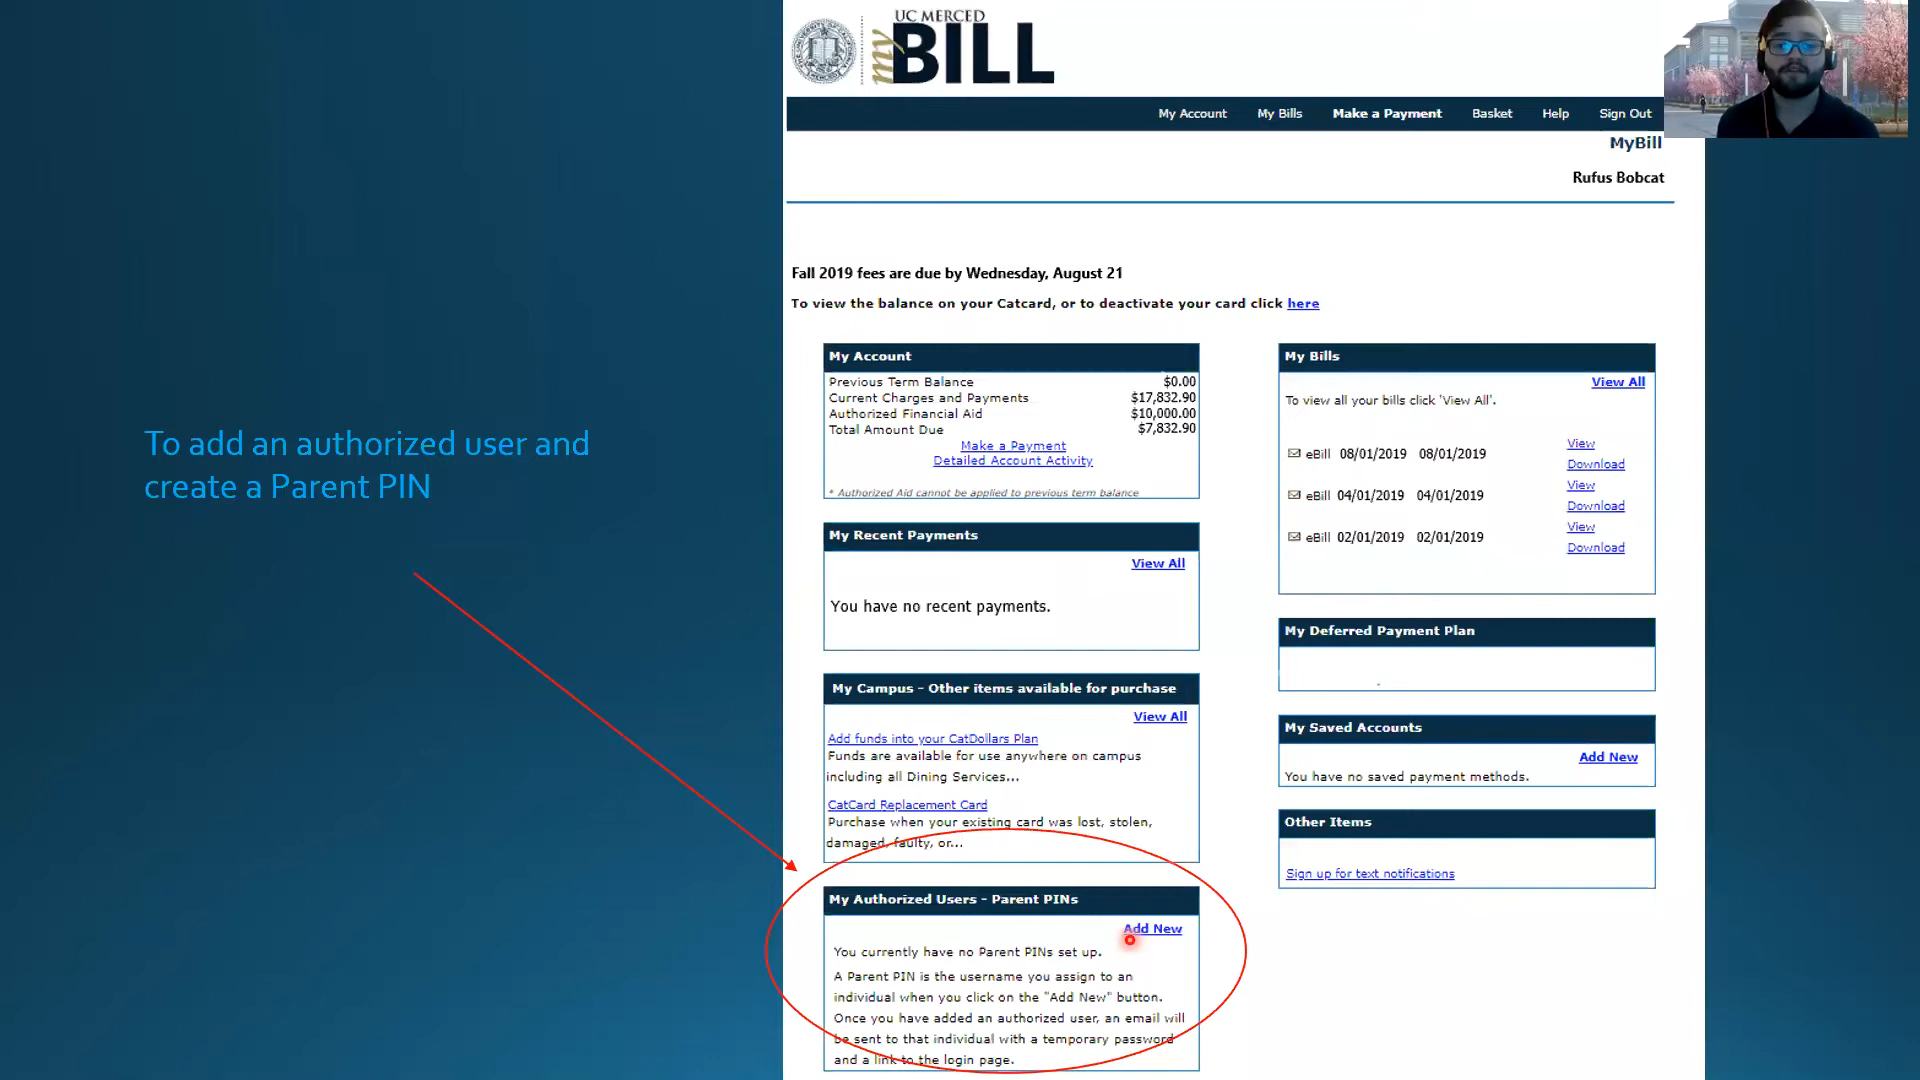 To add an authorized user and
create a Parent PIN
UC MERCED
my BILL
My Account My Bills Make a Payment Basket Help Sign Out
MyBill
Rufus Bobcat
Fall 2019 fees are due by Wednesday, August 21
To view the balance on your Catcard, or to deactivate your card click here
My Account
Previous Term Balance $0.00
Current Charges and Payments $17,832.90
Authorized Financial Aid $10,000.00
Total Amount Due $7,832.90
Make a Payment
Detailed Account Activity
* Authorized Aid cannot be applied to previous term balance
My Recent Payments
View All
You have no recent payments.
My Campus - Other items available for purchase
View All
Add funds into your CatDollars Plan
Funds are available for use anywhere on campus
including all Dining Services...
CatCard Replacement Card
Purchase when your existing card was lost, stolen,
damaged, faulty, or...
My Authorized Users - Parent PINs
Add New
You currently have no Parent PINs set up.
A Parent PIN is the username you assign to an
individual when you click on the "Add New" button.
Once you have added an authorized user, an email will
be sent to that individual with a temporary password
and a link to the login page.
My Bills
View All
To view all your bills click 'View All'.
View
eBill 08/01/2019 08/01/2019
Download
View
eBill 04/01/2019 04/01/2019
Download
View
eBill 02/01/2019 02/01/2019
Download
My Deferred Payment Plan
My Saved Accounts
Add New
You have no saved payment methods.
Other Items
Sign up for text notifications